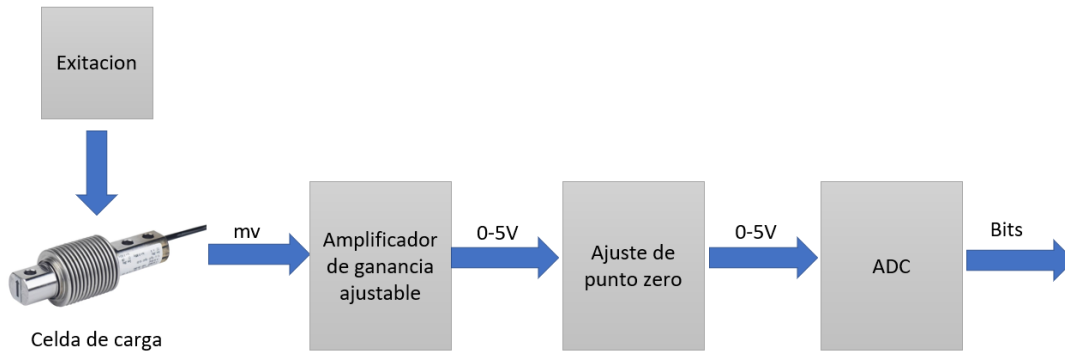 Exitacion
mv
Amplificador
de ganancia
ajustable
0-5V
Ajuste de
punto zero
0-5V
ADC
Bits
Celda de carga